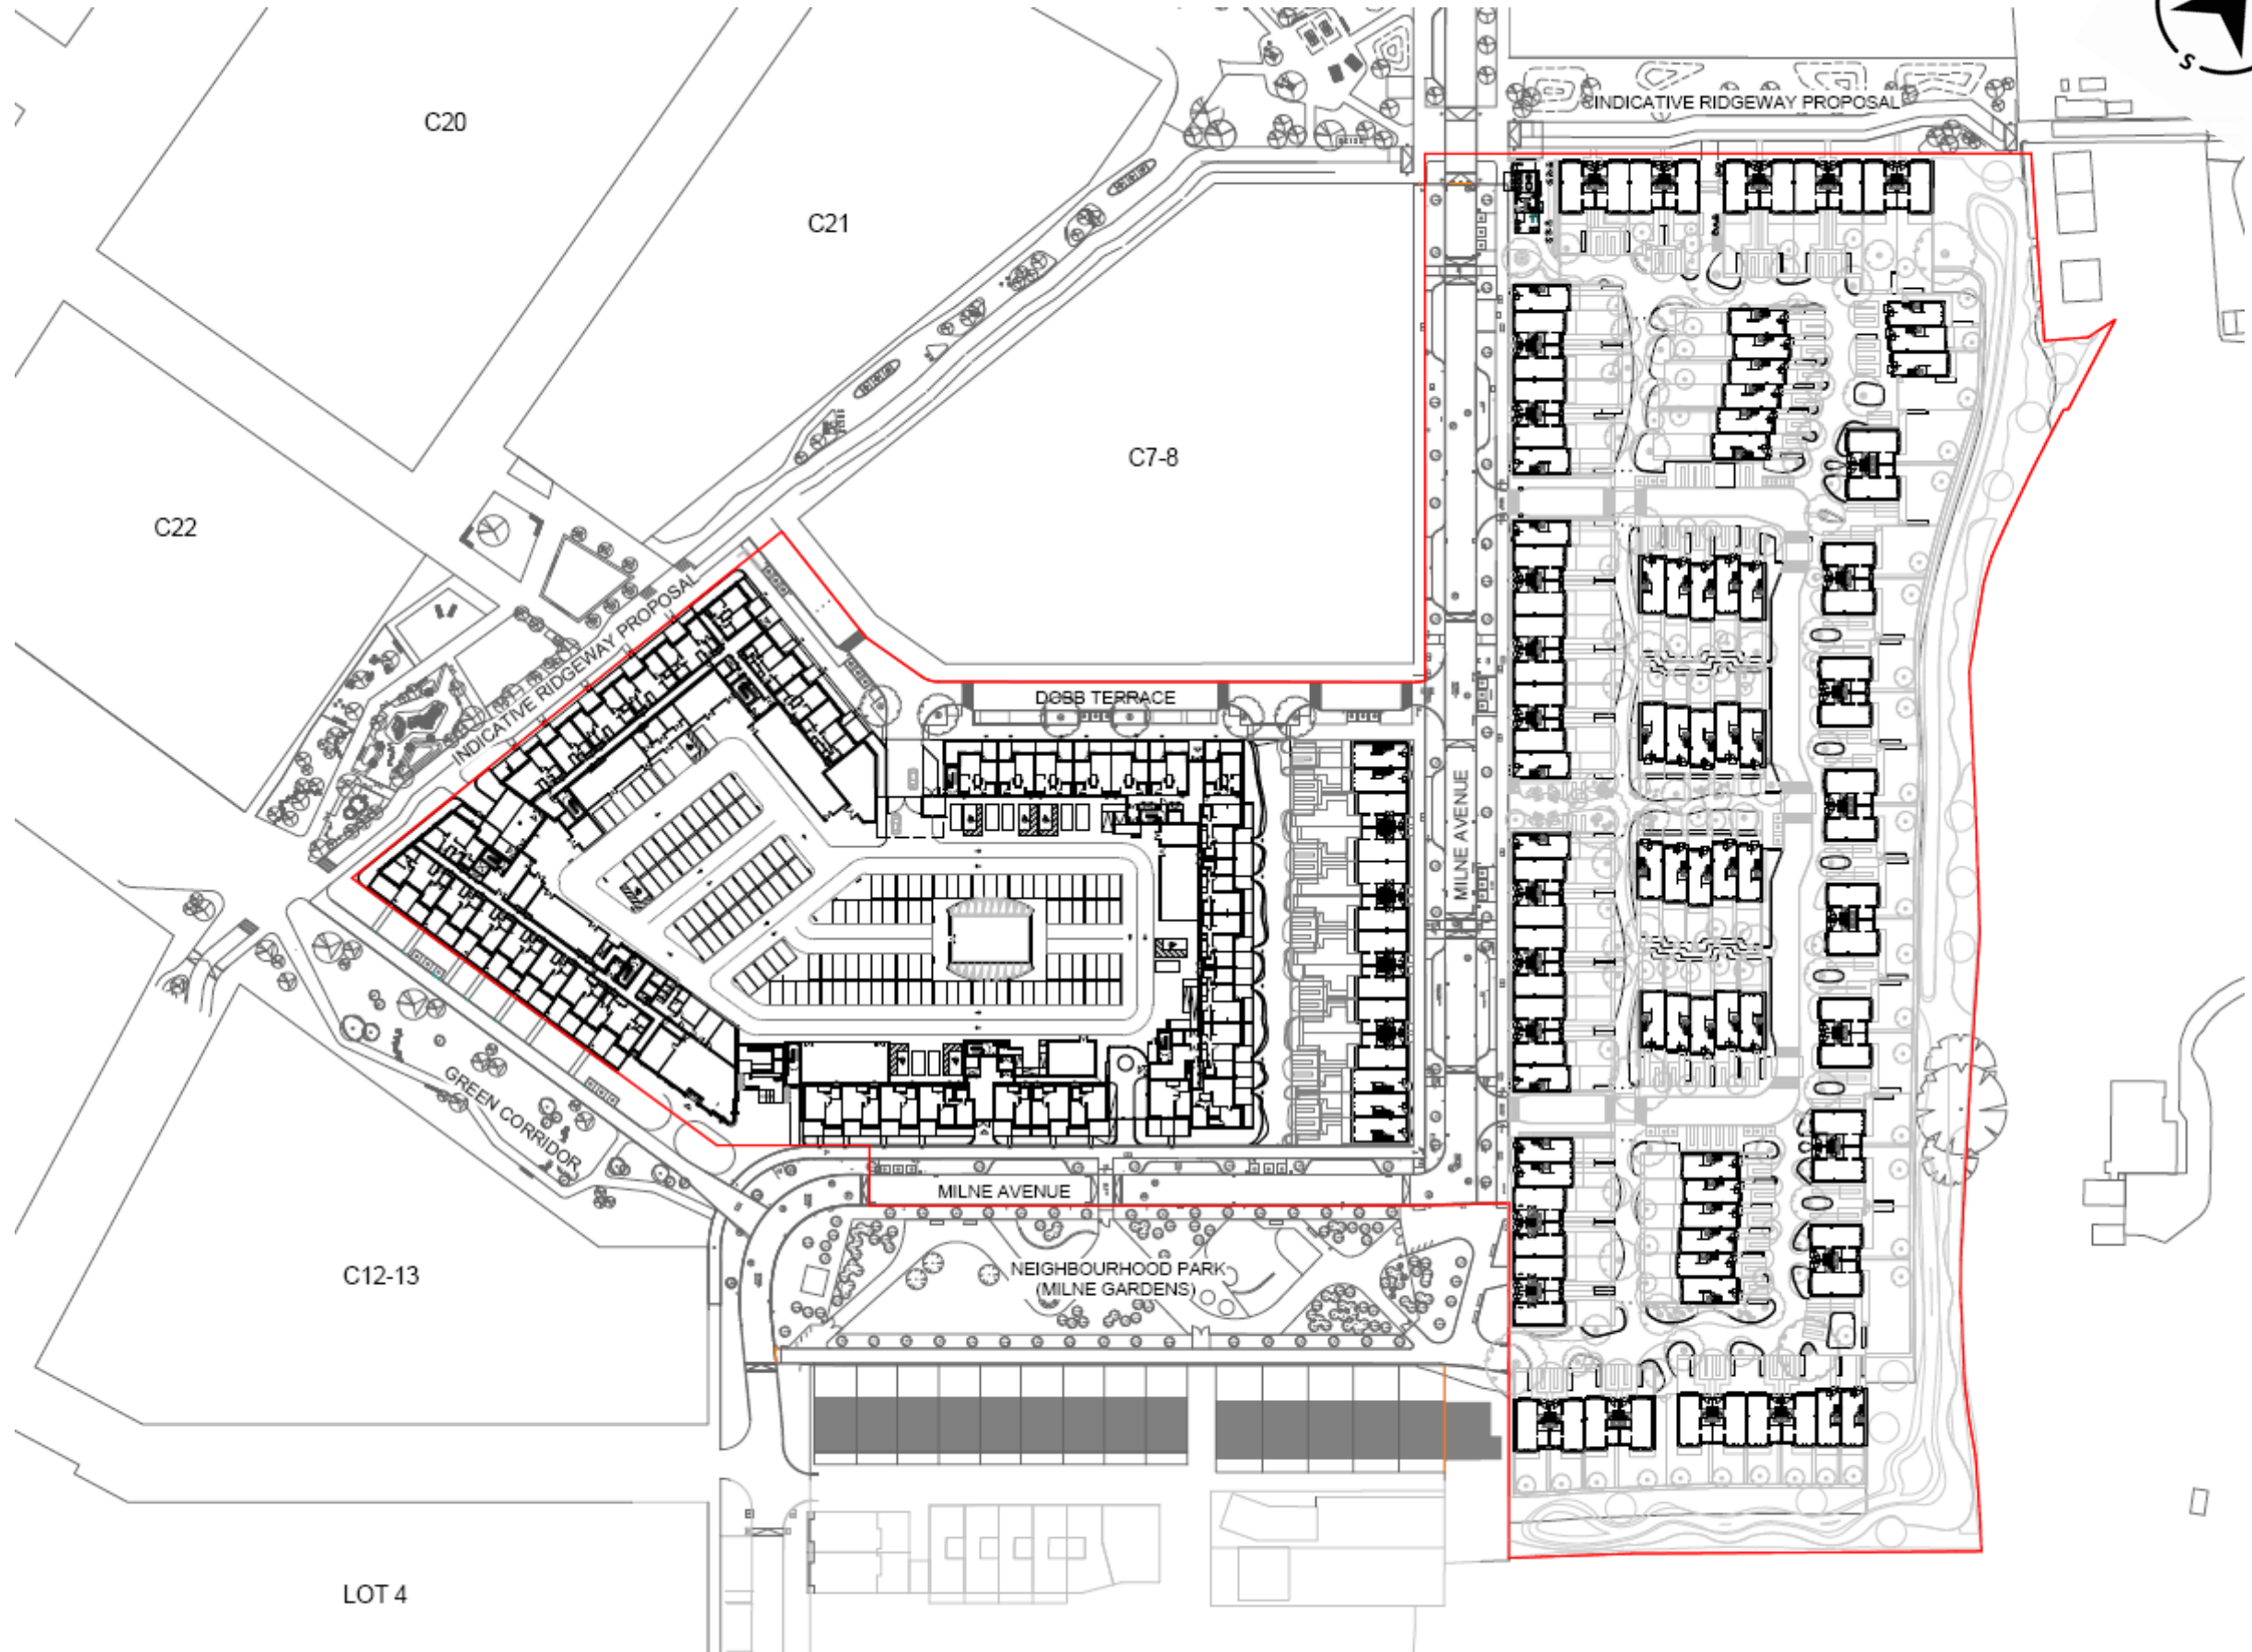 S
INDICATIVE RIDGEWAY PROPOSAL
C20
C21
C7-8
C22
INDICATIVE RIDGEWAY PROPOSAL
DOBB TERRACE
MILNE AVENUE
GREEN CORRIDOR
MILNE AVENUE
NEIGHBOURHOOD PARK
(MILNE GARDENS)
C12-13
LOT 4